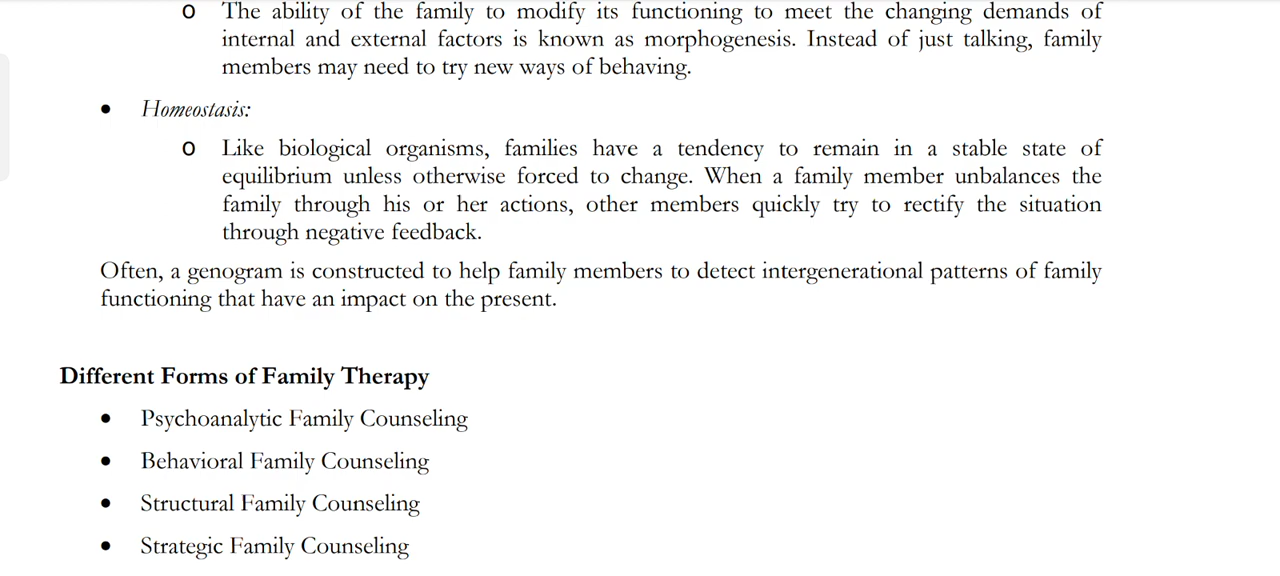 o The ability of the family to modify its functioning to meet the changing demands of
internal and external factors is known as morphogenesis. Instead of just talking, family
members may need to try new ways of behaving.
• Homeostasis:
o Like biological organisms, families have a tendency to remain in a stable state of
equilibrium unless otherwise forced to change. When a family member unbalances the
family through his or her actions, other members quickly try to rectify the situation
through negative feedback.
Often, a genogram is constructed to help family members to detect intergenerational patterns of family
functioning that have an impact on the present.
Different Forms of Family Therapy
• Psychoanalytic Family Counseling
• Behavioral Family Counseling
• Structural Family Counseling
• Strategic Family Counseling